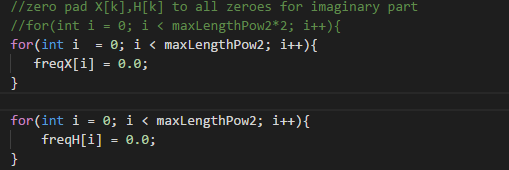 //zero pad X[k],H[k] to all zeroes for imaginary part
//for(int i = 0; i < maxLengthPow2*2; i++){
for(int i  = 0; i < maxLengthPow2; i++){
    freqX[i] = 0.0;
}
for(int i = 0; i < maxLengthPow2; i++){
    freqH[i] = 0.0;
}